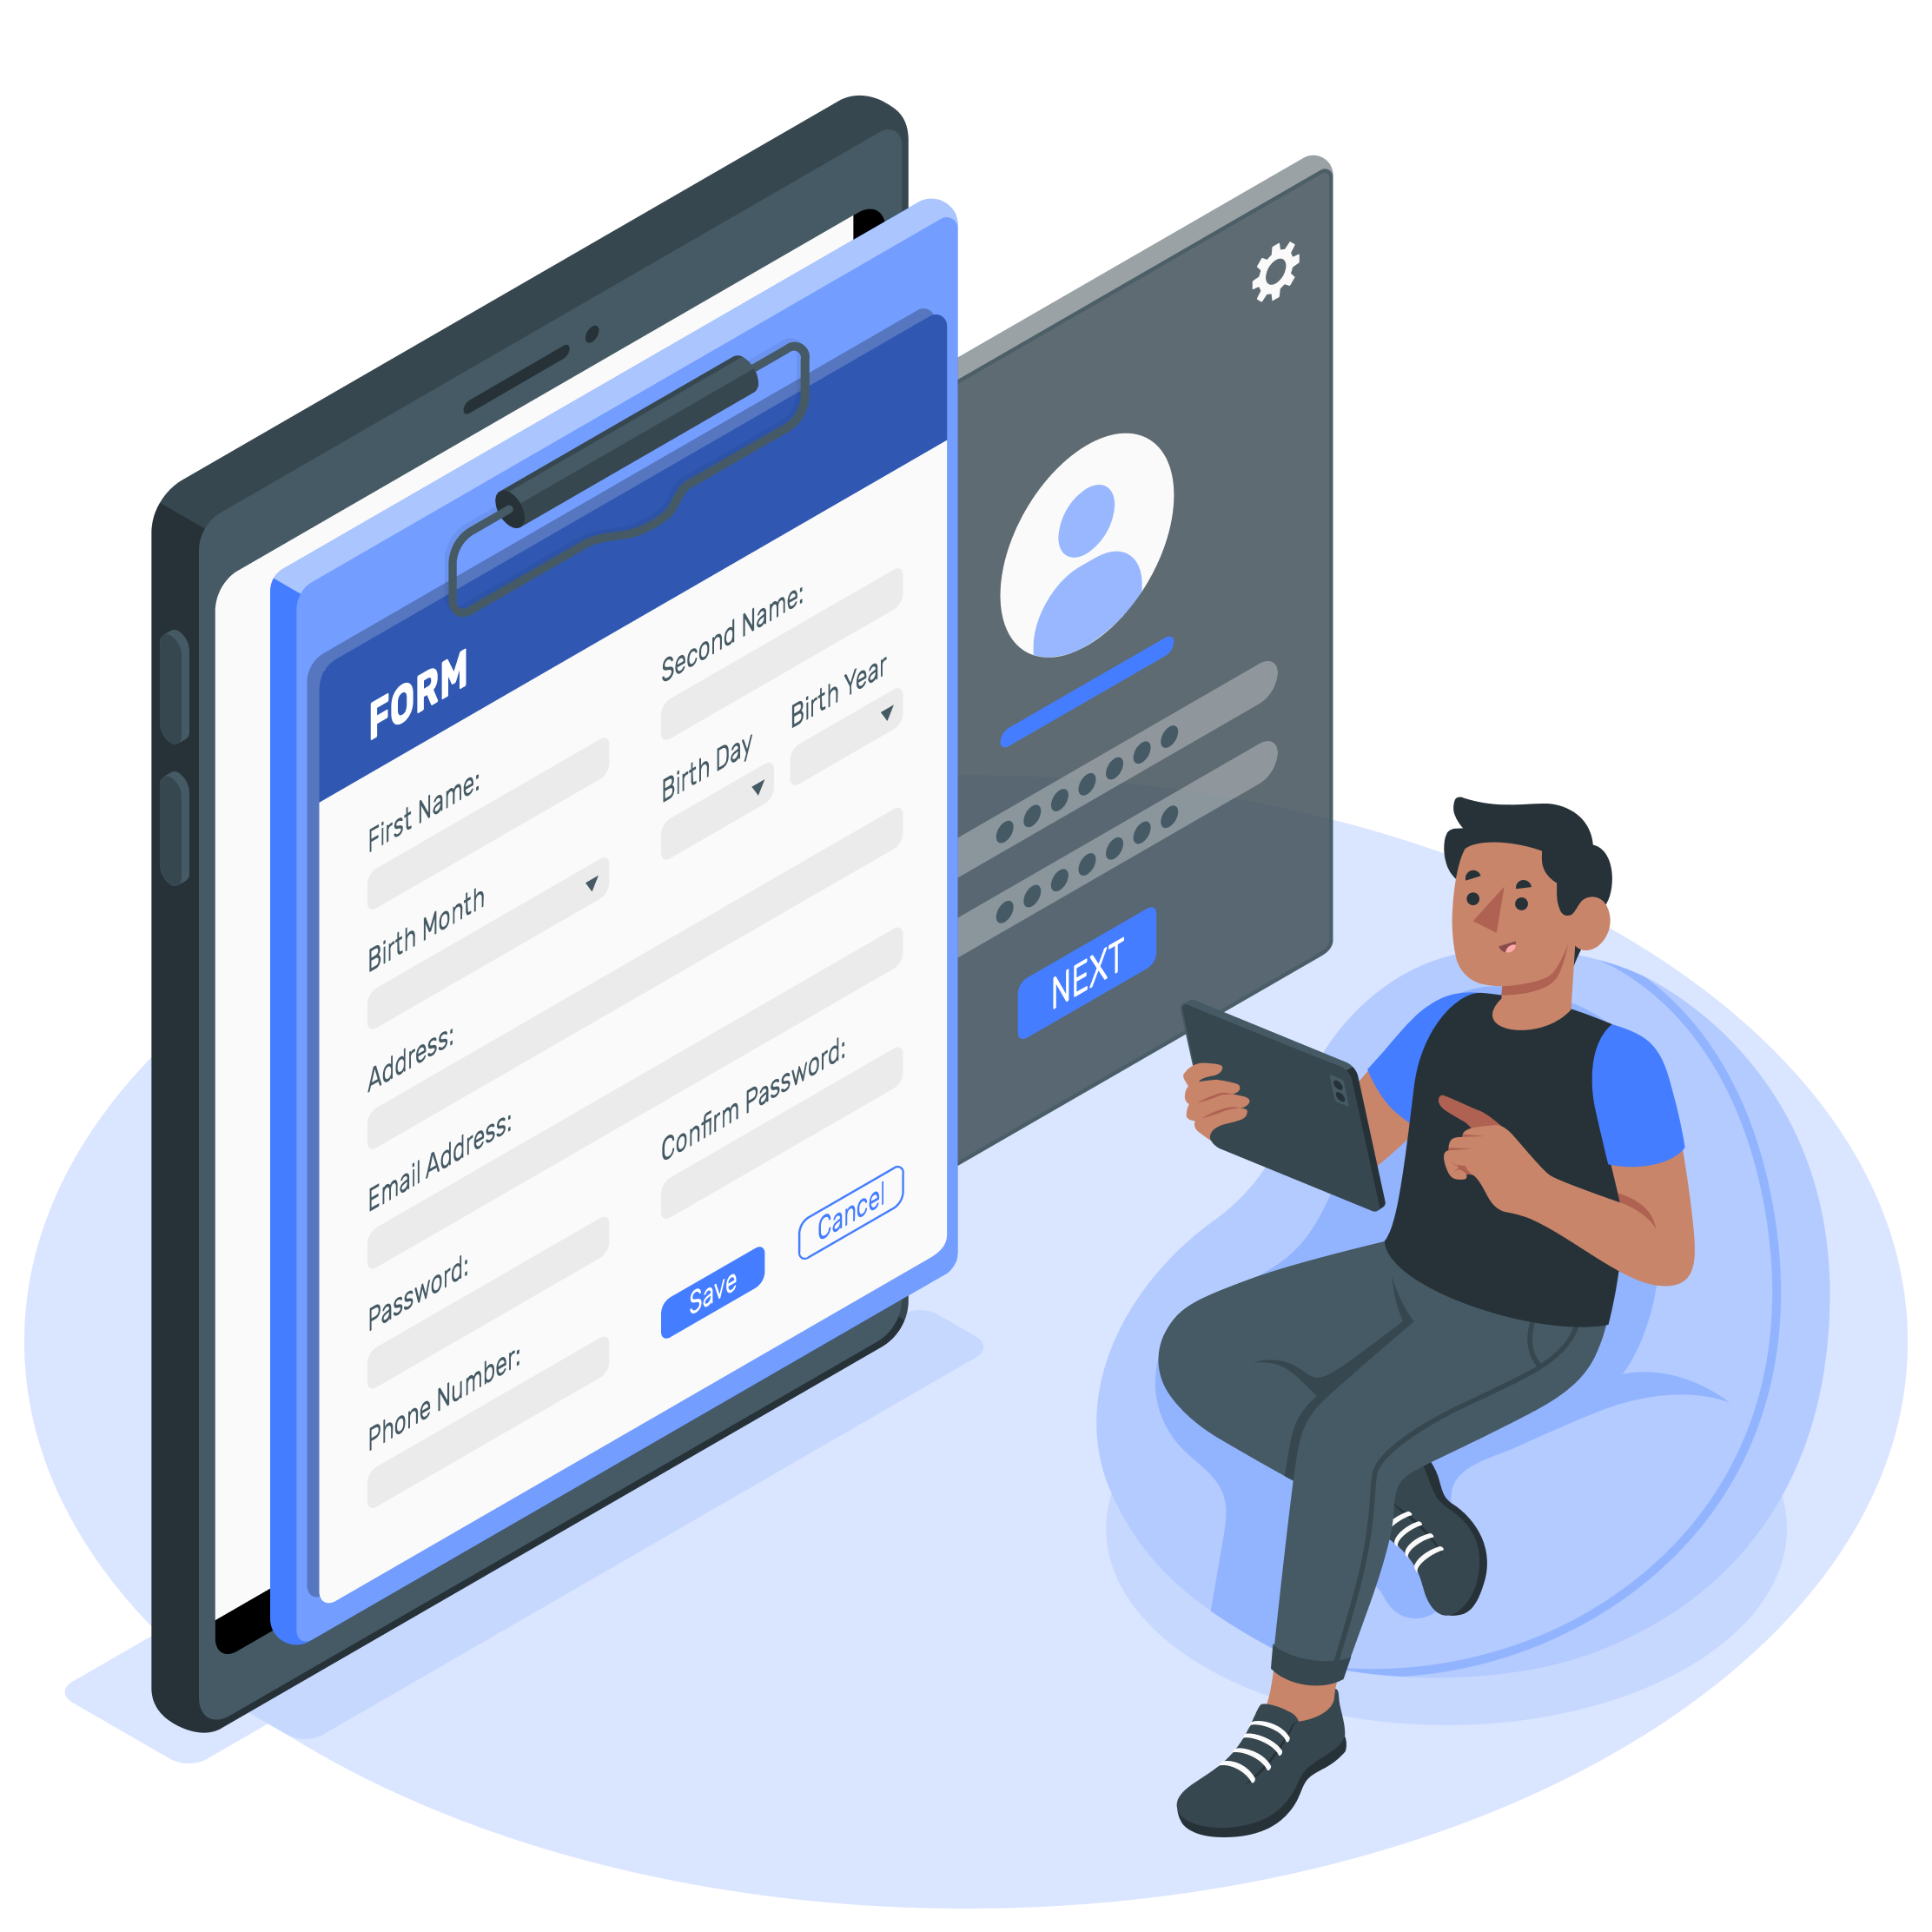 FORM
First Name:
Second Name:
Birth Month
Birth Day
Birth Year
Address:
Email Address:
Password:
Confirm Password:
Phone Number:
Save
Cancel
NEXT